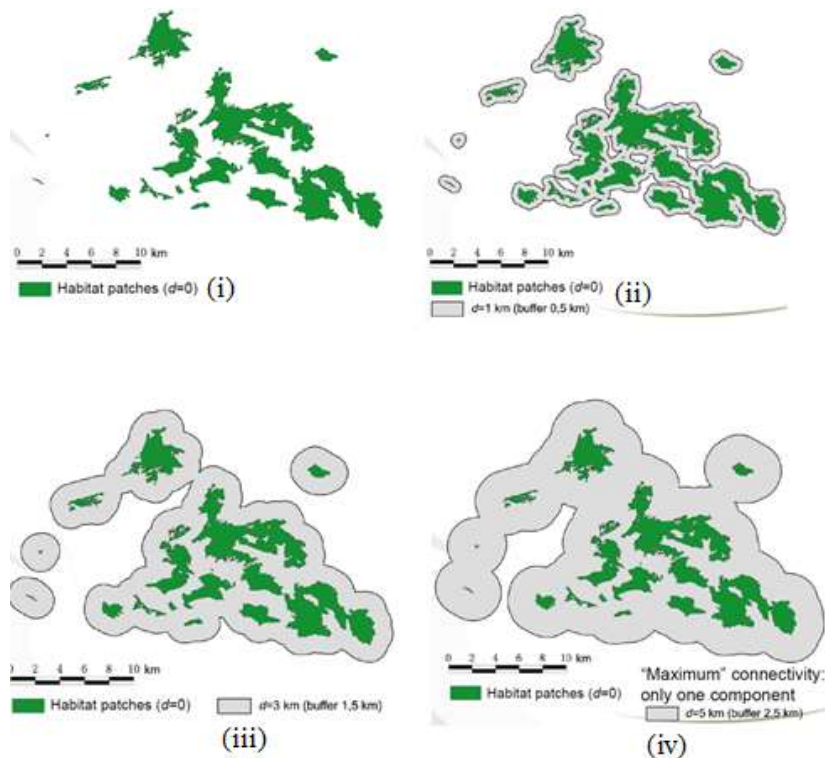 0 2 4 6 8 10 km
Habitat patches (d=0)
(i)
0 2 4 6 8 10 km
Habitat patches (d=0)
(ii)
d=1 km (buffer 0,5 km)
0 2 4 6 8 10 km
Habitat patches (d=0)
d=3 km (buffer 1,5 km)
(iii)
0 2 4 6 8 10 km
"Maximum" connectivity:
only one component
Habitat patches (d=0)
d=5 km (buffer 2,5 km)
(iv)